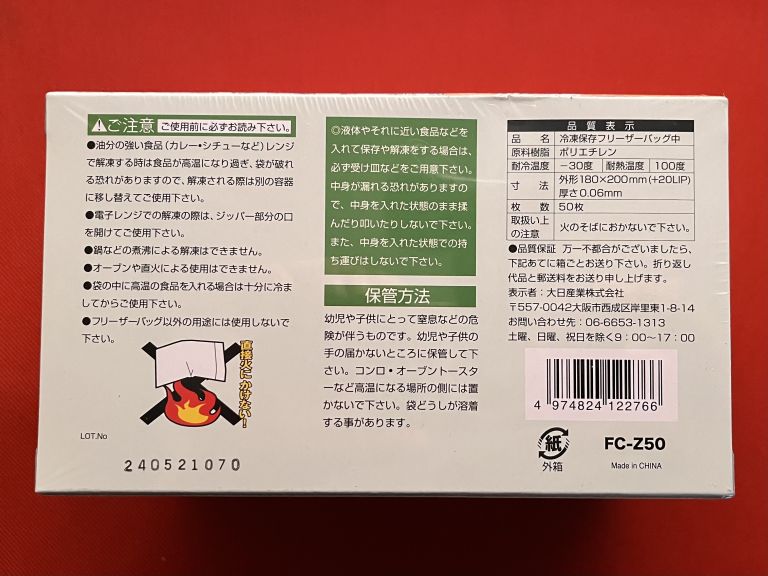 ご注意 ご使用前に必ずお読み下さい。
●油分の強い食品(カレー・シチューなど)レンジ
で解凍する時は食品が高温になり過ぎ、袋が破れ
る恐れがありますので、解凍される際は別の容器
に移し替えてご使用下さい。
●電子レンジでの解凍の際は、ジッパー部分の口
を開けてご使用下さい。
●鍋などの煮沸による解凍はできません。
●オーブンや直火による使用はできません。
●袋の中に高温の食品を入れる場合は十分に冷ま
してからご使用下さい。
●フリーザーバッグ以外の用途には使用しないで
下さい。
直接火にかけない!
LOT.No
240521070
◎液体やそれに近い食品などを
入れて保存や解凍をする場合は、
必ず受け皿などをご用意下さい。
中身が漏れる恐れがありますの
で、中身を入れた状態のまま揉
んだり叩いたりしないで下さい。
また、中身を入れた状態での持
ち運びはしないで下さい。
保管方法
幼児や子供にとって窒息などの危
険が伴うものです。幼児や子供の
手の届かないところに保管して下
さい。コンロ・オーブントースター
など高温になる場所の側には置
かないで下さい。袋どうしが溶着
する事があります。
品質表示
品名 冷凍保存フリーザーバッグ中
原料樹脂 ポリエチレン
耐冷温度 −30度 耐熱温度 100度
寸法 外形180×200mm(+20LIP)
厚さ0.06mm
枚数 50枚
取扱い上の注意 火のそばにおかないで下さい。
●品質保証 万一不都合がございましたら、
下記あてに箱ごとお送り下さい。折り返し
代品と郵送料をお送り申し上げます。
表示者:大日産業株式会社
〒557-0042大阪市西成区岸里東1-8-14
お問い合わせ先:06-6653-1313
土曜、日曜、祝日を除く9:00〜17:00
4 974824 122766
紙
外箱
FC-Z50
Made in CHINA